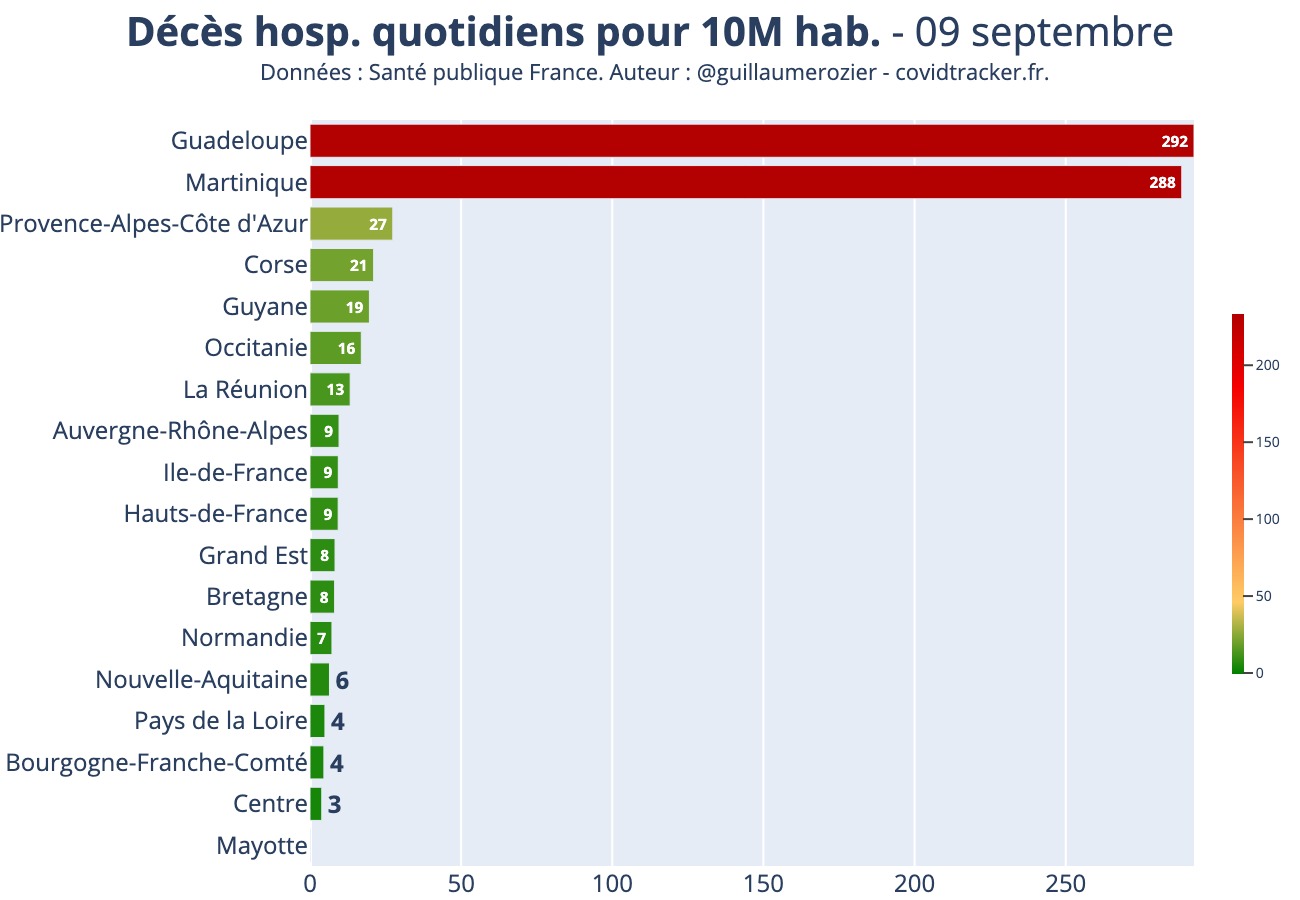 Décès hosp. quotidiens pour 10M hab. - 09 septembre
Données : Santé publique France. Auteur : @guillaumerozier - covidtracker.fr.
Guadeloupe 292
Martinique 288
Provence-Alpes-Côte d'Azur 27
Corse 21
Guyane 19
Occitanie 16
La Réunion 13
Auvergne-Rhône-Alpes 9
Ile-de-France 9
Hauts-de-France 9
Grand Est 8
Bretagne 8
Normandie 7
Nouvelle-Aquitaine 6
Pays de la Loire 4
Bourgogne-Franche-Comté 4
Centre 3
Mayotte
0 50 100 150 200 250
200
150
100
50
0